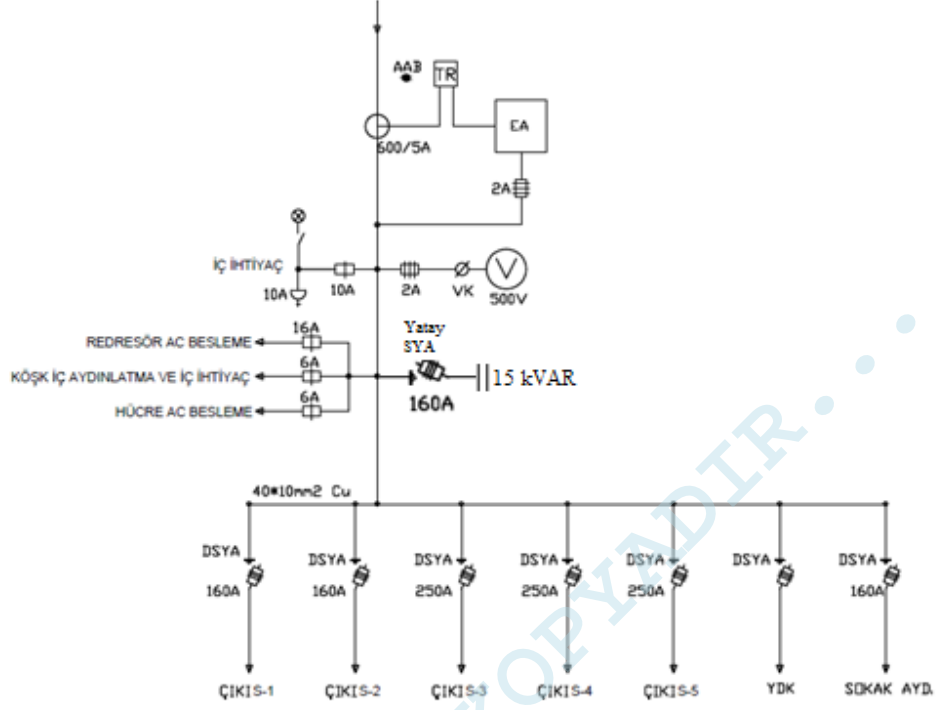 AAB
TR
600/5A
EA
2A
İÇ İHTİYAÇ
10A
10A
2A
VK
500V
16A
REDRESÖR AC BESLEME
6A
KÖŞK İÇ AYDINLATMA VE İÇ İHTİYAÇ
6A
HÜCRE AC BESLEME
Yatay
SYA
160A
15 kVAR
40*10mm2 Cu
DSYA
160A
DSYA
160A
DSYA
250A
DSYA
250A
DSYA
250A
DSYA
DSYA
160A
ÇIKIS-1
ÇIKIS-2
ÇIKIS-3
ÇIKIS-4
ÇIKIS-5
YDK
SOKAK AYD.
KOPYADIR...